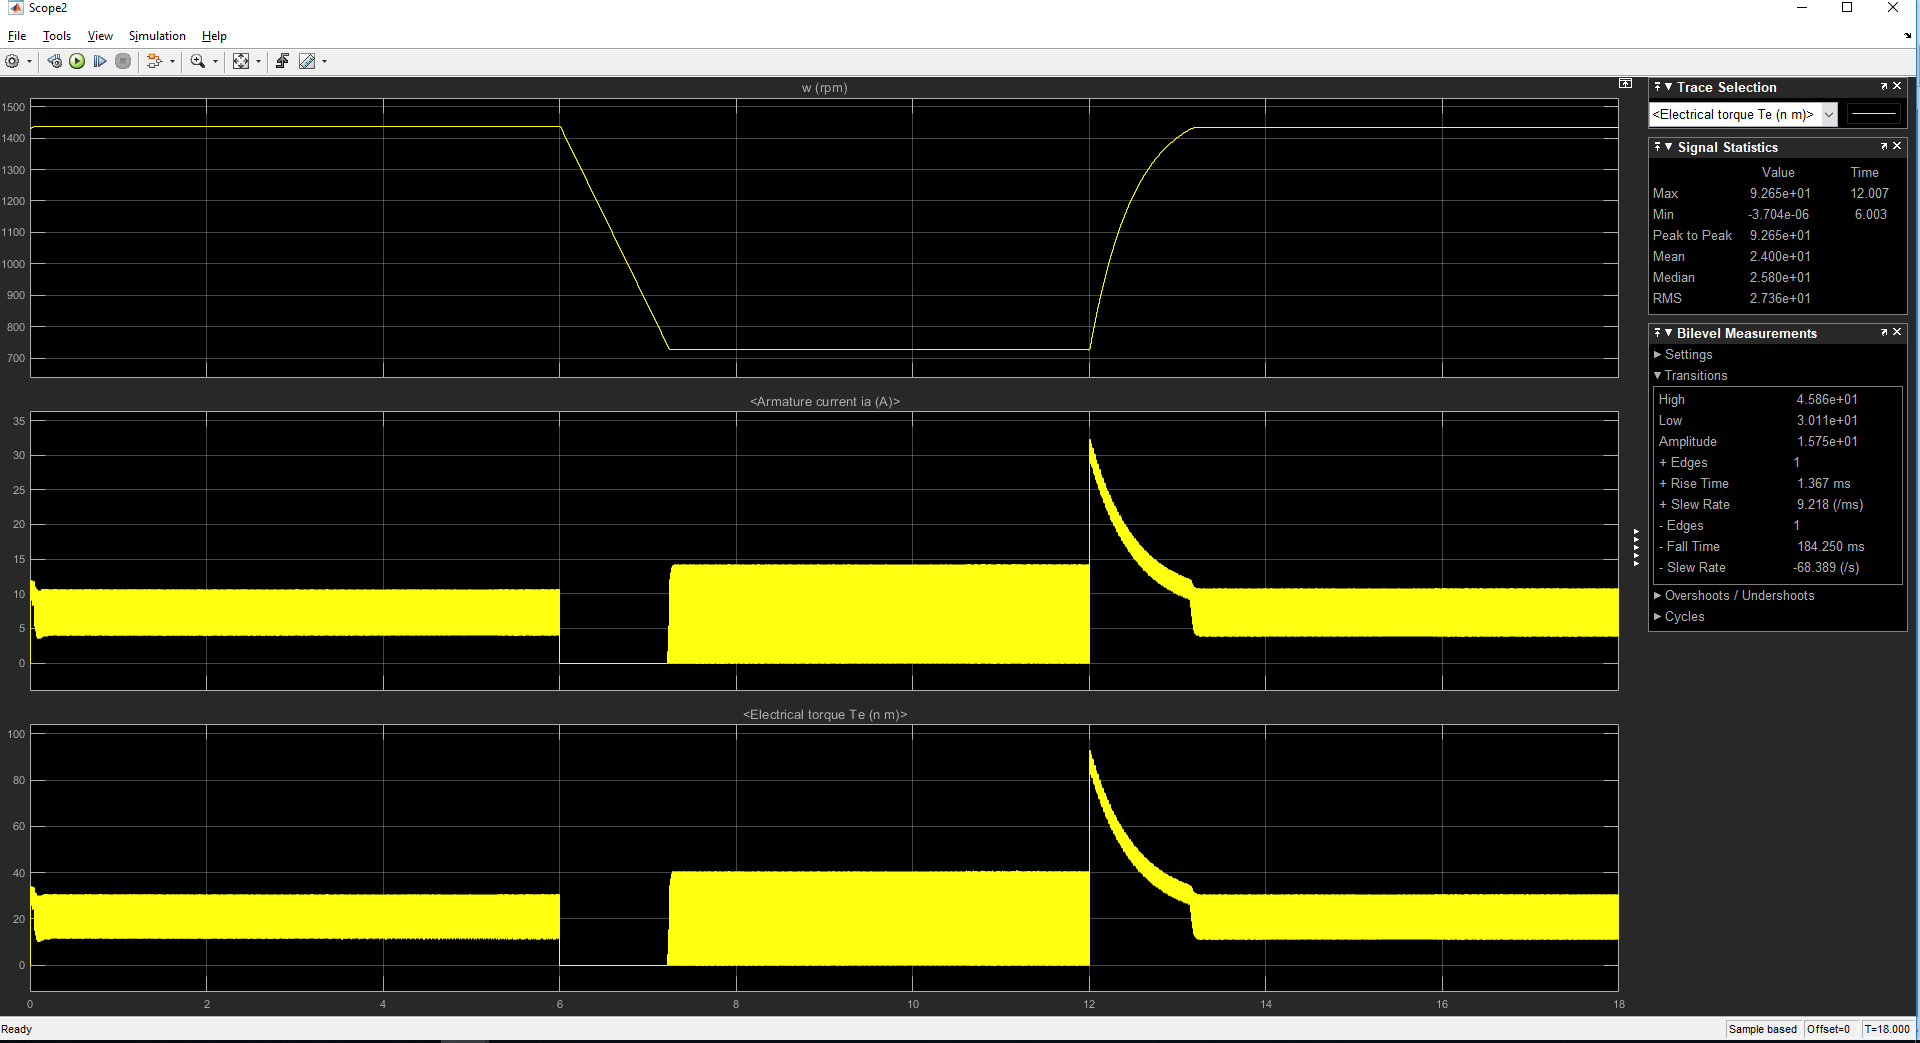 Scope2
File Tools View Simulation Help
w (rpm)
1500
1400
1300
1200
1100
1000
900
800
700
<Armature current ia (A)>
35
30
25
20
15
10
5
0
<Electrical torque Te (n m)>
100
80
60
40
20
0
0 2 4 6 8 10 12 14 16 18
Trace Selection
<Electrical torque Te (n m)>
Signal Statistics
Value Time
Max 9.265e+01 12.007
Min -3.704e-06 6.003
Peak to Peak 9.265e+01
Mean 2.400e+01
Median 2.580e+01
RMS 2.736e+01
Bilevel Measurements
Settings
Transitions
High 4.586e+01
Low 3.011e+01
Amplitude 1.575e+01
+ Edges 1
+ Rise Time 1.367 ms
+ Slew Rate 9.218 (/ms)
- Edges 1
- Fall Time 184.250 ms
- Slew Rate -68.389 (/s)
Overshoots / Undershoots
Cycles
Ready
Sample based Offset=0 T=18.000